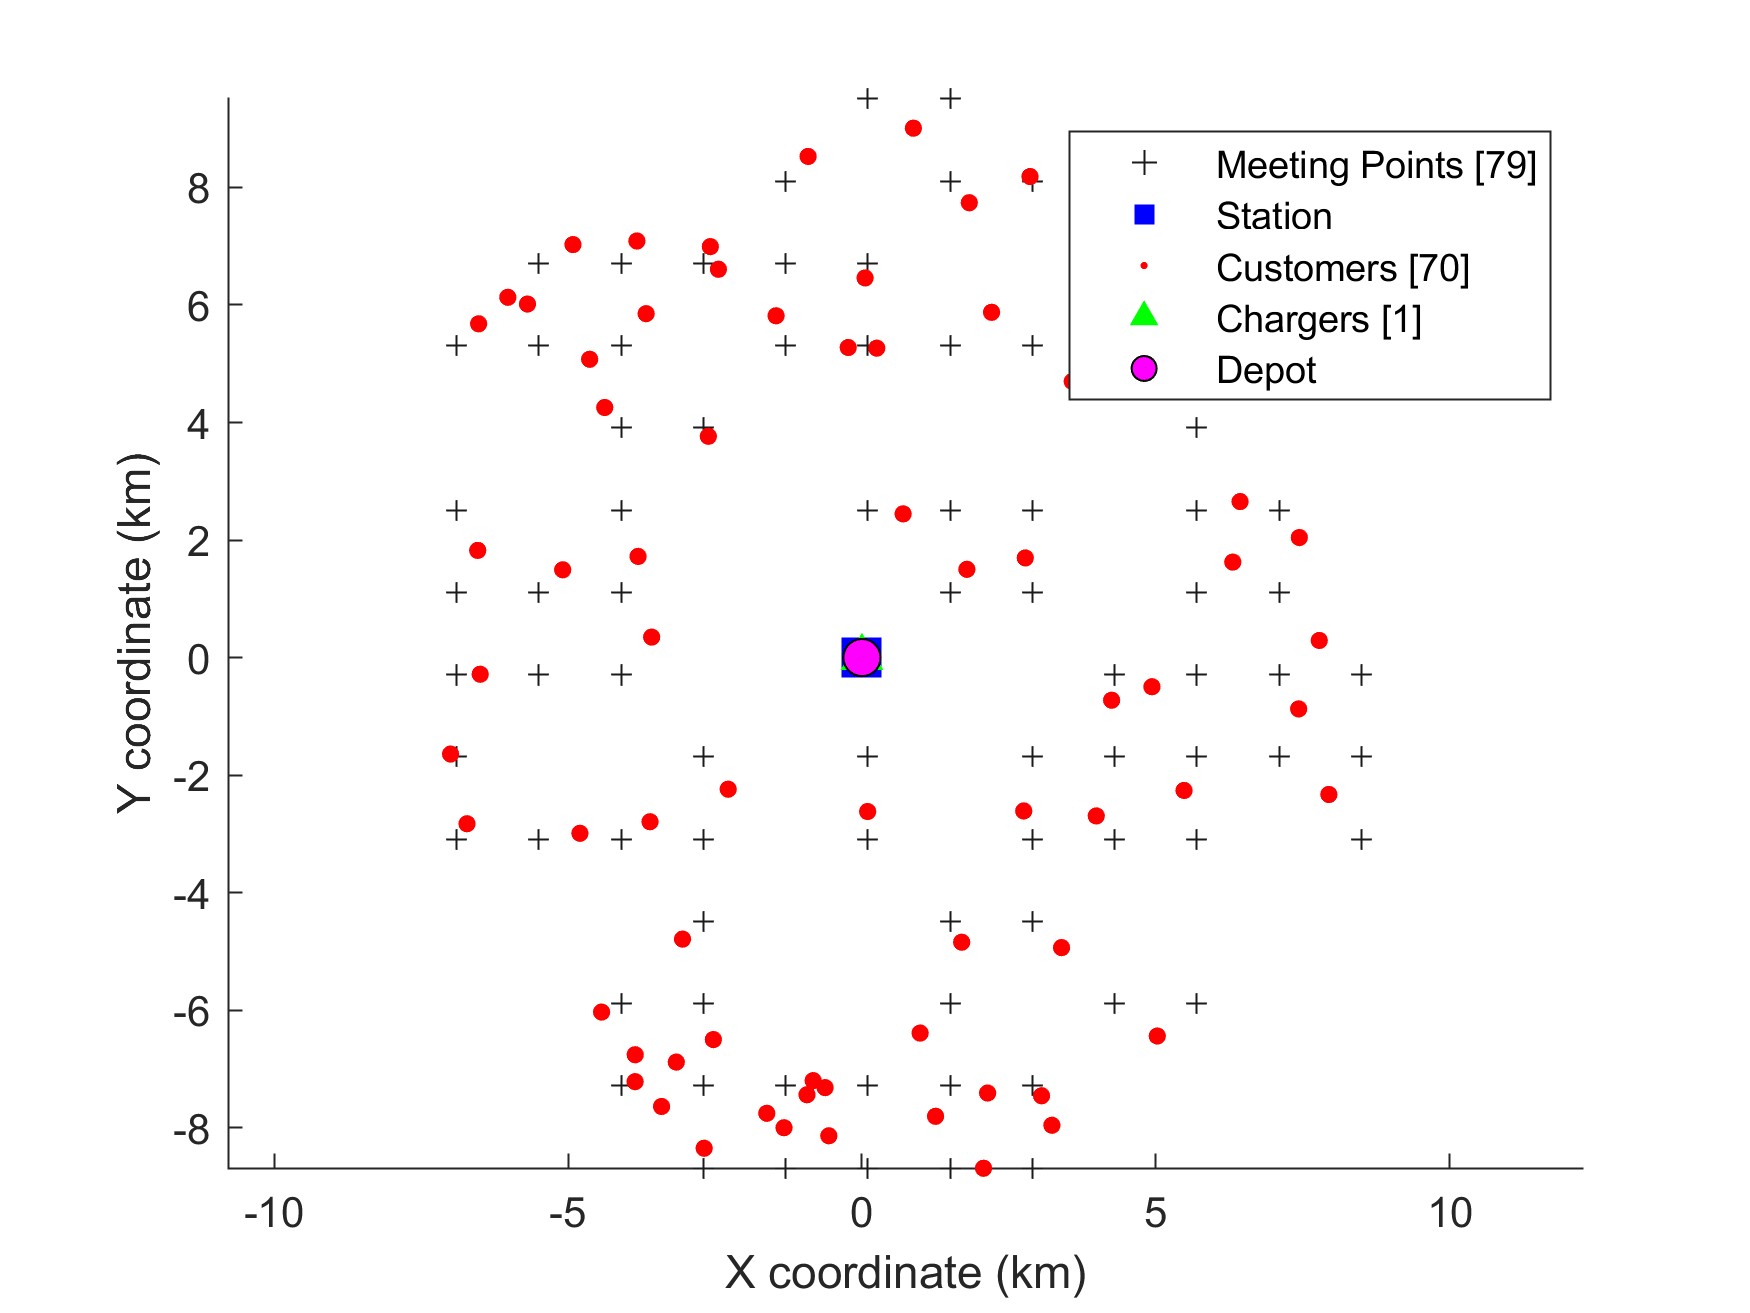 8
6
4
2
0
-2
-4
-6
-8
-10
-5
0
5
10
X coordinate (km)
Y coordinate (km)
Meeting Points [79]
Station
Customers [70]
Chargers [1]
Depot